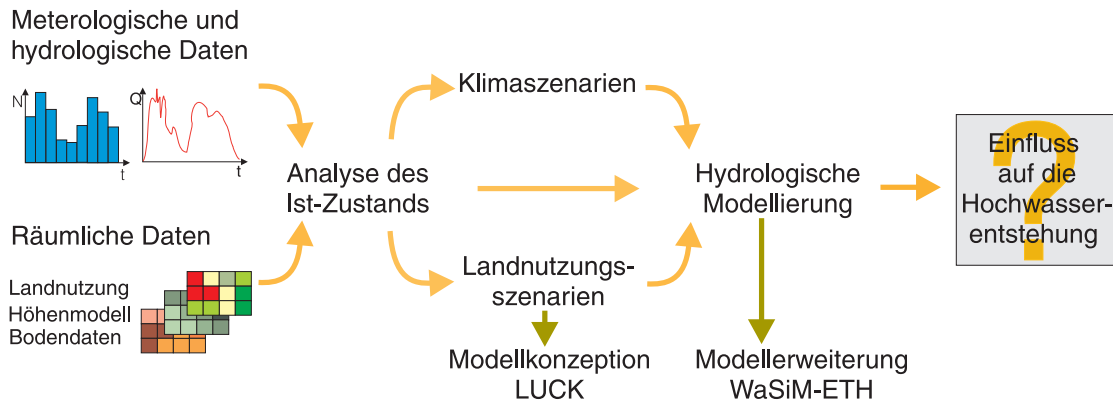 Meterologische und
hydrologische Daten
N
t
Q
t
Räumliche Daten
Landnutzung
Höhenmodell
Bodendaten
Analyse des
Ist-Zustands
Klimaszenarien
Landnutzungs-
szenarien
Modellkonzeption
LUCK
Hydrologische
Modellierung
Modellerweiterung
WaSiM-ETH
?
Einfluss
auf die
Hochwasser-
entstehung